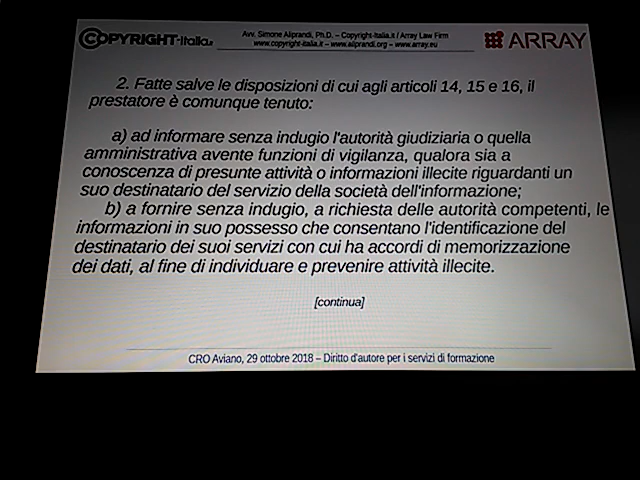 COPYRIGHT-Italia.it
Avv. Simone Aliprandi, Ph.D. – Copyright-Italia.it / Array Law Firm
www.copyright-italia.it – www.aliprandi.org – www.array.eu
ARRAY
2. Fatte salve le disposizioni di cui agli articoli 14, 15 e 16, il
prestatore è comunque tenuto:
a) ad informare senza indugio l'autorità giudiziaria o quella
amministrativa avente funzioni di vigilanza, qualora sia a
conoscenza di presunte attività o informazioni illecite riguardanti un
suo destinatario del servizio della società dell'informazione;
b) a fornire senza indugio, a richiesta delle autorità competenti, le
informazioni in suo possesso che consentano l'identificazione del
destinatario dei suoi servizi con cui ha accordi di memorizzazione
dei dati, al fine di individuare e prevenire attività illecite.
[continua]
CRO Aviano, 29 ottobre 2018 – Diritto d'autore per i servizi di formazione